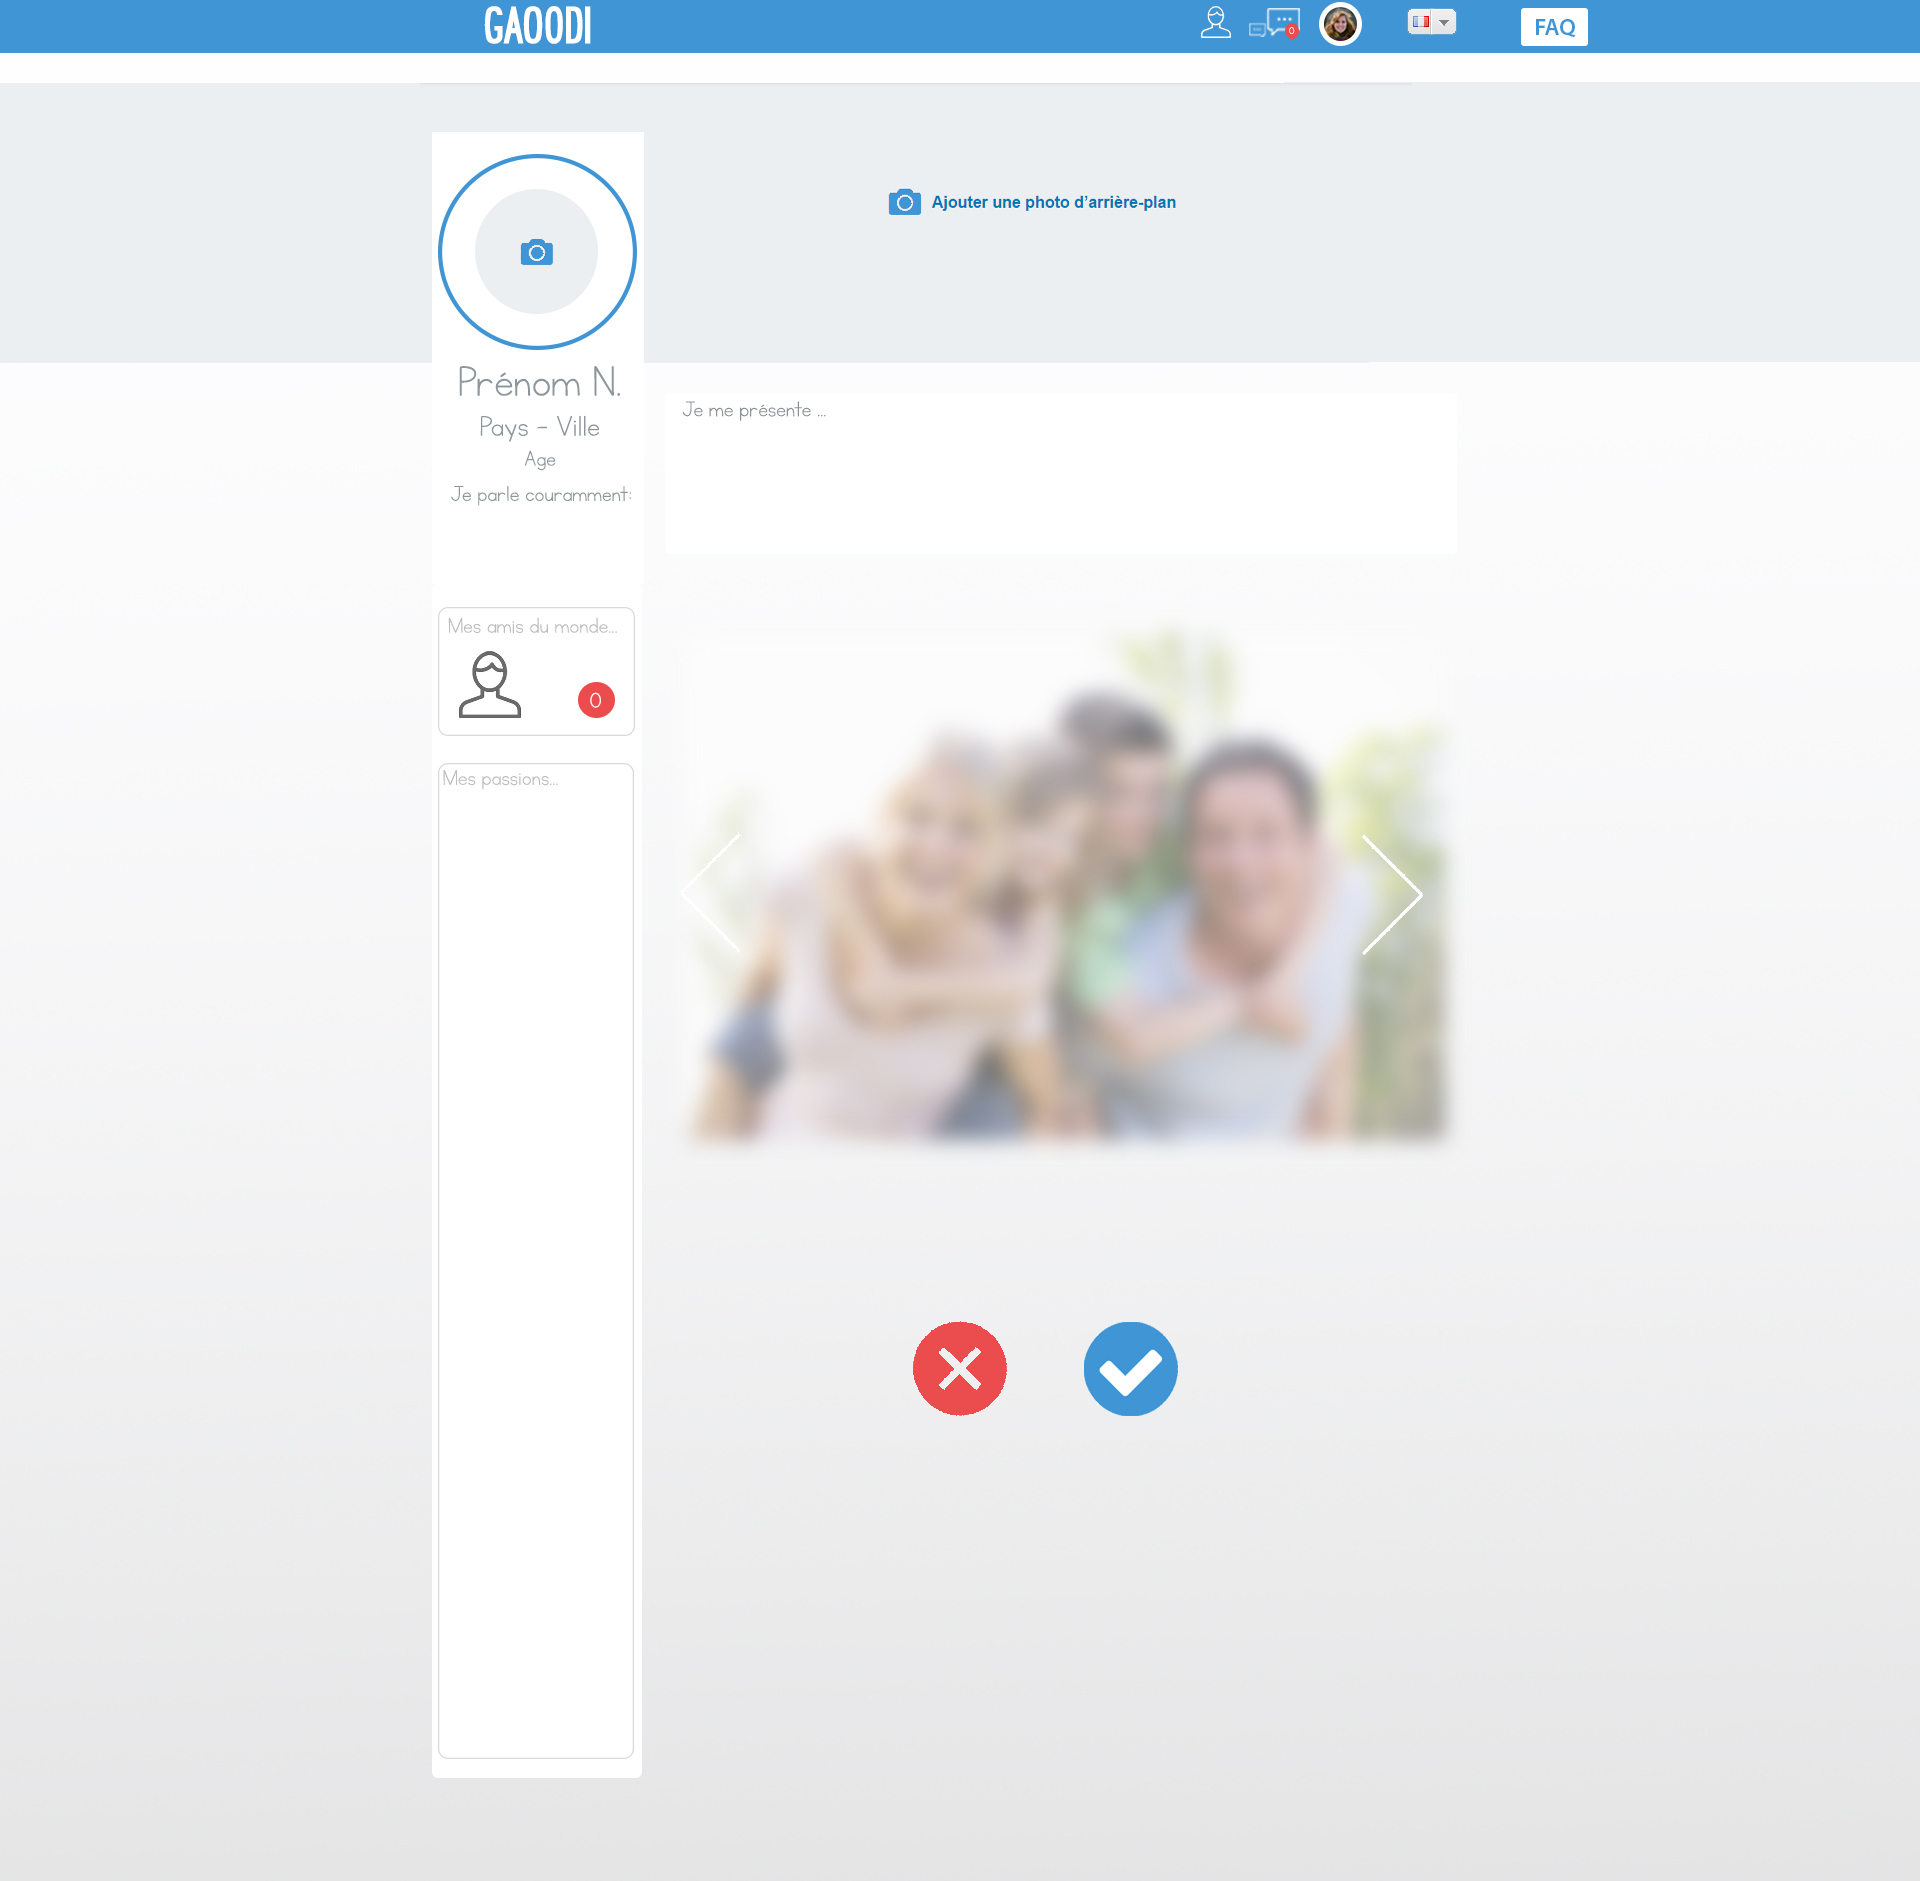 GAOODI
0
FAQ
Ajouter une photo d'arrière-plan
Prénom N.
Pays - Ville
Age
Je parle couramment:
Je me présente ...
Mes amis du monde...
0
Mes passions...